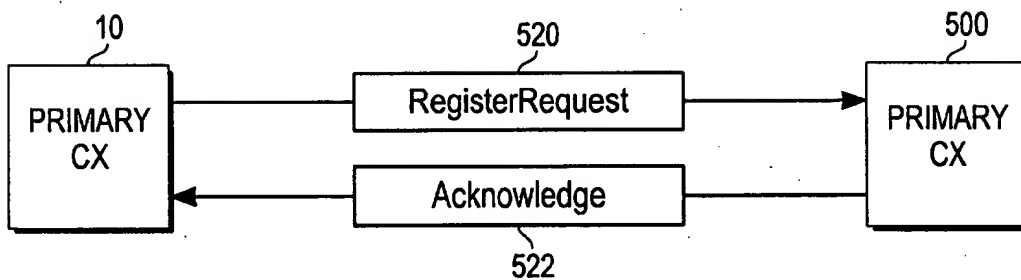 10
520
500
PRIMARY
CX
RegisterRequest
PRIMARY
CX
Acknowledge
522